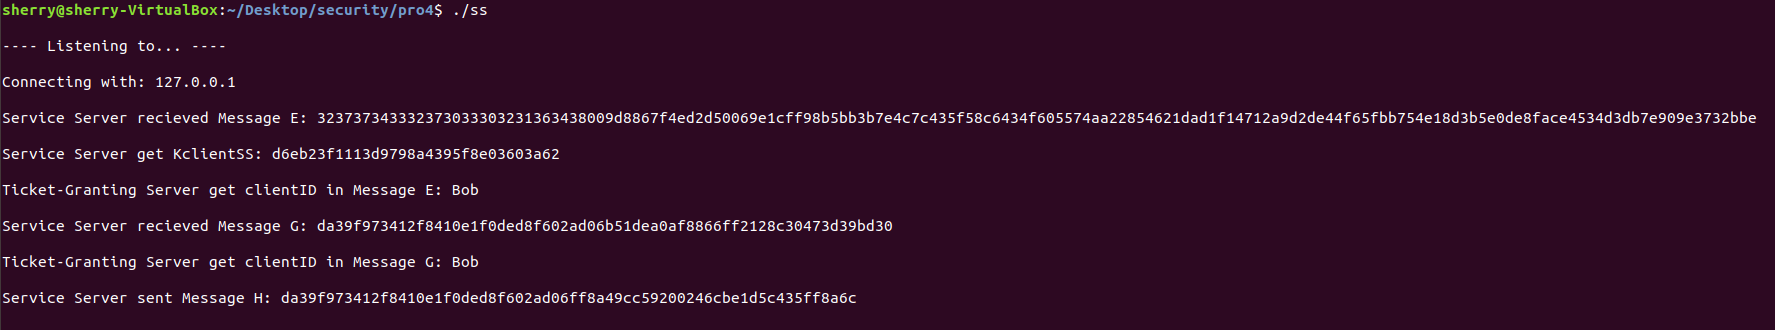 sherry@sherry-VirtualBox:~/Desktop/security/pro4$ ./ss
---- Listening to... ----
Connecting with: 127.0.0.1
Service Server recieved Message E: 323737343332373033303231363438009d8867f4ed2d50069e1cff98b5bb3b7e4c7c435f58c6434f605574aa22854621dad1f14712a9d2de44f65fbb754e18d3b5e0de8face4534d3db7e909e3732bbe
Service Server get KclientSS: d6eb23f1113d9798a4395f8e03603a62
Ticket-Granting Server get clientID in Message E: Bob
Service Server recieved Message G: da39f973412f8410e1f0ded8f602ad06b51dea0af8866ff2128c30473d39bd30
Ticket-Granting Server get clientID in Message G: Bob
Service Server sent Message H: da39f973412f8410e1f0ded8f602ad06ff8a49cc59200246cbe1d5c435ff8a6c